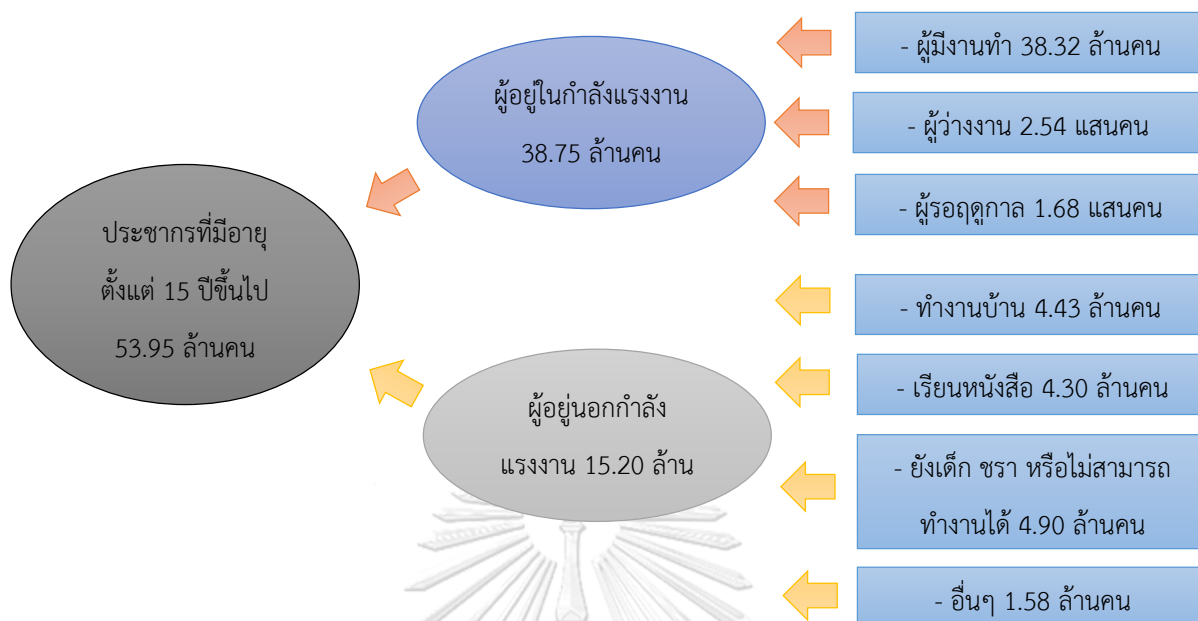 ประชากรที่มีอายุ
ตั้งแต่ 15 ปีขึ้นไป
53.95 ล้านคน
ผู้อยู่ในกำลังแรงงาน
38.75 ล้านคน
- ผู้มีงานทำ 38.32 ล้านคน
- ผู้ว่างงาน 2.54 แสนคน
- ผู้รอฤดูกาล 1.68 แสนคน
ผู้อยู่นอกกำลัง
แรงงาน 15.20 ล้าน
- ทำงานบ้าน 4.43 ล้านคน
- เรียนหนังสือ 4.30 ล้านคน
- ยังเด็ก ชรา หรือไม่สามารถ
ทำงานได้ 4.90 ล้านคน
- อื่นๆ 1.58 ล้านคน